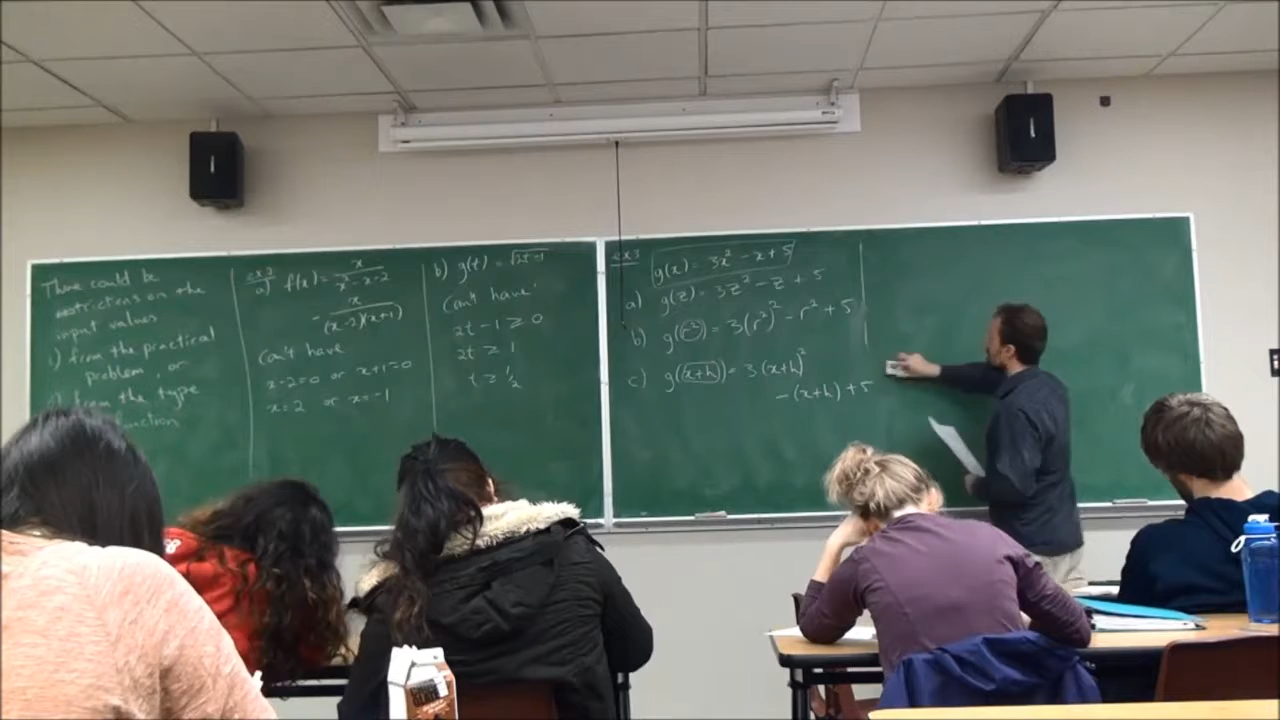 There could be
restrictions on the
input values
1) from the practical
problem, or
from the type
function
ex2
a) f(x) = x/(x²-x-2)
= x/((x-2)(x+1))
Can't have
x-2=0 or x+1=0
x=2 or x=-1
b) g(t) = √(2t-1)
Can't have
2t-1 ≥ 0
2t ≥ 1
t ≥ 1/2
ex3
g(x) = 3x² - x + 5
a) g(z) = 3z² - z + 5
b) g(r²) = 3(r²)² - r² + 5
c) g((x+h)) = 3(x+h)²
-(x+h) + 5